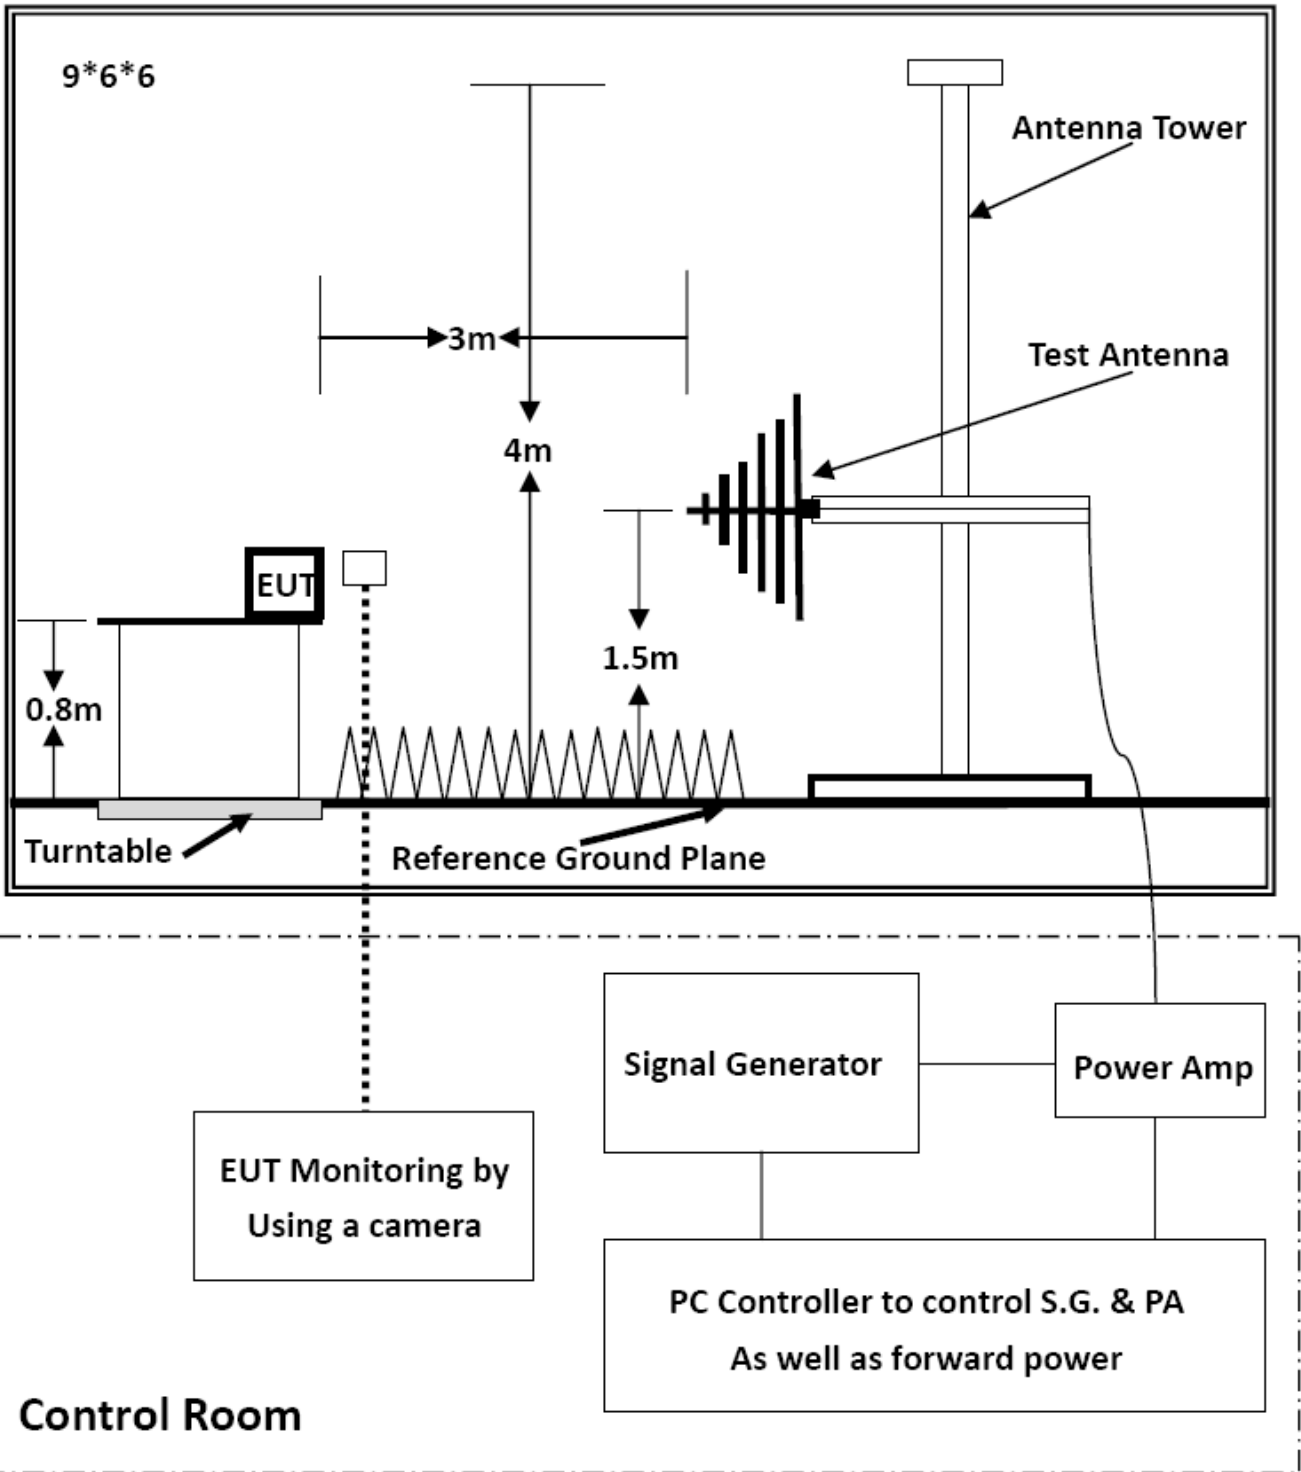 9*6*6
Antenna Tower
3m
Test Antenna
4m
EUT
1.5m
0.8m
Turntable
Reference Ground Plane
Signal Generator
Power Amp
EUT Monitoring by
Using a camera
PC Controller to control S.G. & PA
As well as forward power
Control Room